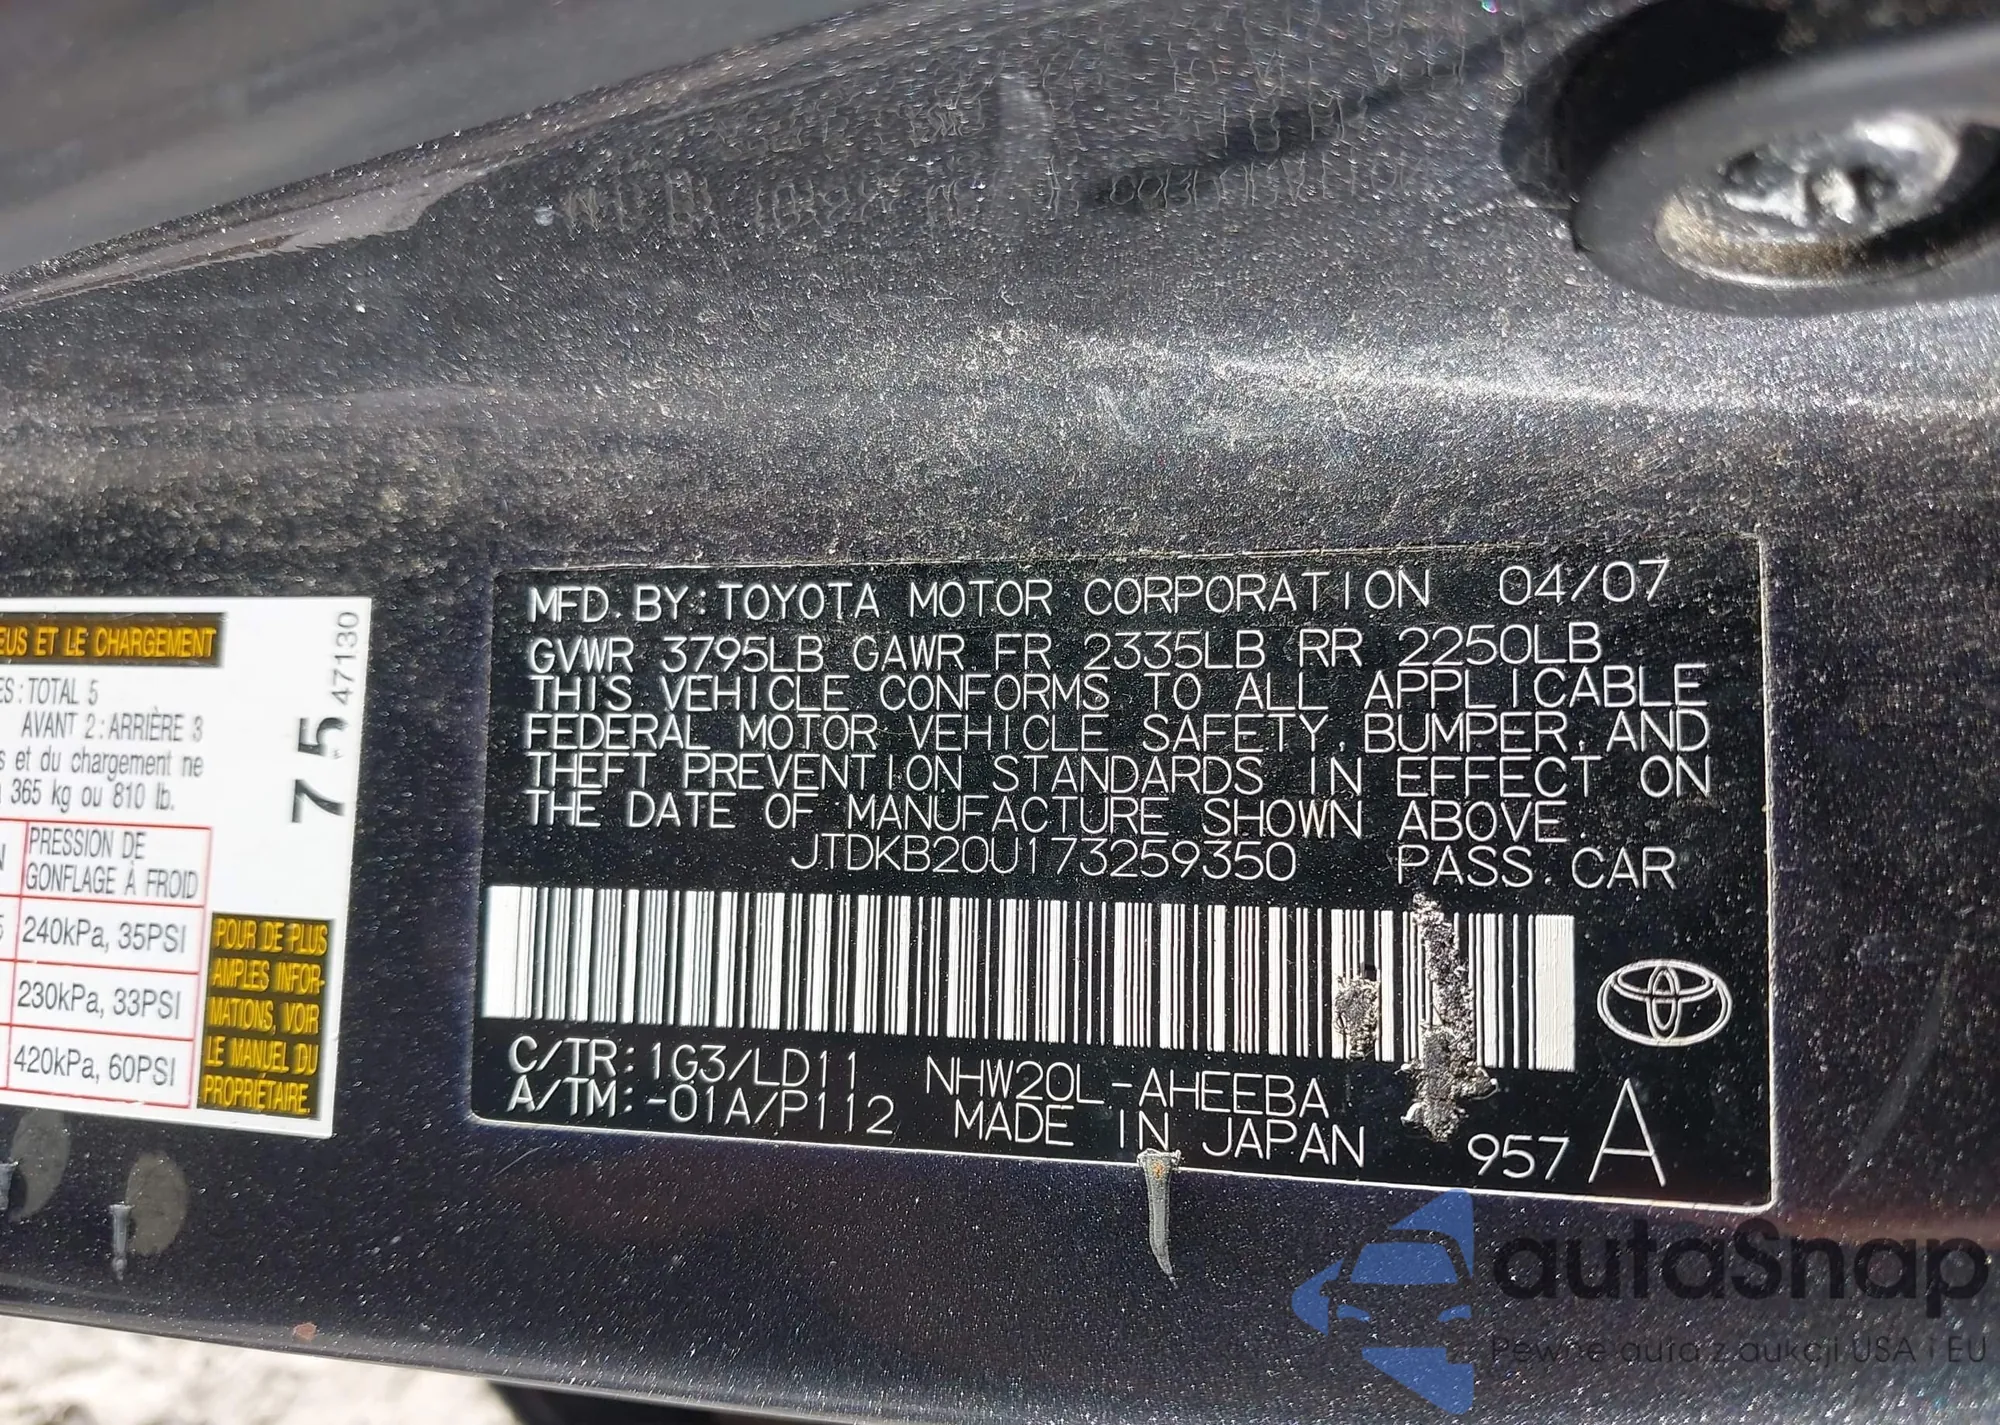 EUS ET LE CHARGEMENT
ES : TOTAL 5
AVANT 2 : ARRIÈRE 3
s et du chargement ne
365 kg ou 810 lb.
PRESSION DE
GONFLAGE À FROID
240kPa, 35PSI
230kPa, 33PSI
420kPa, 60PSI
POUR DE PLUS
AMPLES INFOR-
MATIONS, VOIR
LE MANUEL DU
PROPRIÉTAIRE.
75 47130
MFD. BY: TOYOTA MOTOR CORPORATION 04/07
GVWR 3795LB GAWR FR 2335LB RR 2250LB
THIS VEHICLE CONFORMS TO ALL APPLICABLE
FEDERAL MOTOR VEHICLE SAFETY, BUMPER, AND
THEFT PREVENTION STANDARDS IN EFFECT ON
THE DATE OF MANUFACTURE SHOWN ABOVE.
JTDKB20U173259350 PASS. CAR
C/TR: 1G3/LD11 NHW20L-AHEEBA
A/TM: -01A/P112 MADE IN JAPAN 957 A
autaSnap
Pewne auta z aukcji USA i EU